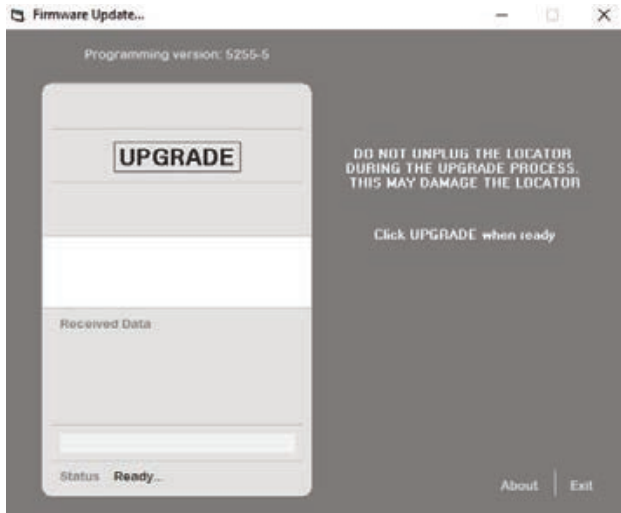 Firmware Update...
Programming version: 5255-5
UPGRADE
DO NOT UNPLUG THE LOCATOR
DURING THE UPGRADE PROCESS.
THIS MAY DAMAGE THE LOCATOR
Click UPGRADE when ready
Received Data
Status Ready...
About Exit